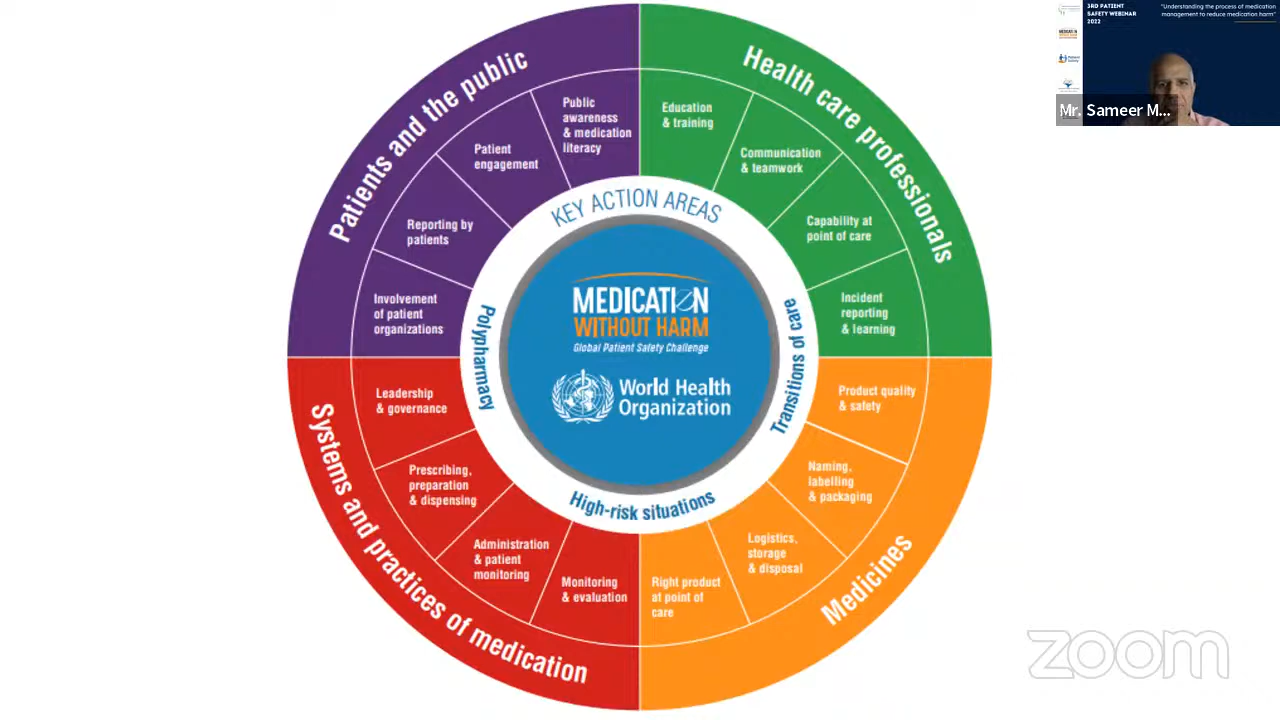 Patients and the public
Public
awareness
& medication
literacy
Patient
engagement
Reporting by
patients
Involvement
of patient
organizations
Health care professionals
Education
& training
Communication
& teamwork
Capability at
point of care
Incident
reporting
& learning
KEY ACTION AREAS
Polypharmacy
Transitions of care
High-risk situations
MEDICATION
WITHOUT HARM
Global Patient Safety Challenge
World Health
Organization
Systems and practices of medication
Leadership
& governance
Prescribing,
preparation
& dispensing
Administration
& patient
monitoring
Monitoring
& evaluation
Medicines
Product quality
& safety
Naming,
labelling
& packaging
Logistics,
storage
& disposal
Right product
at point of
care
3RD PATIENT
SAFETY WEBINAR
2022
"Understanding the process of medication
management to reduce medication harm"
Mr. Sameer M...
zoom